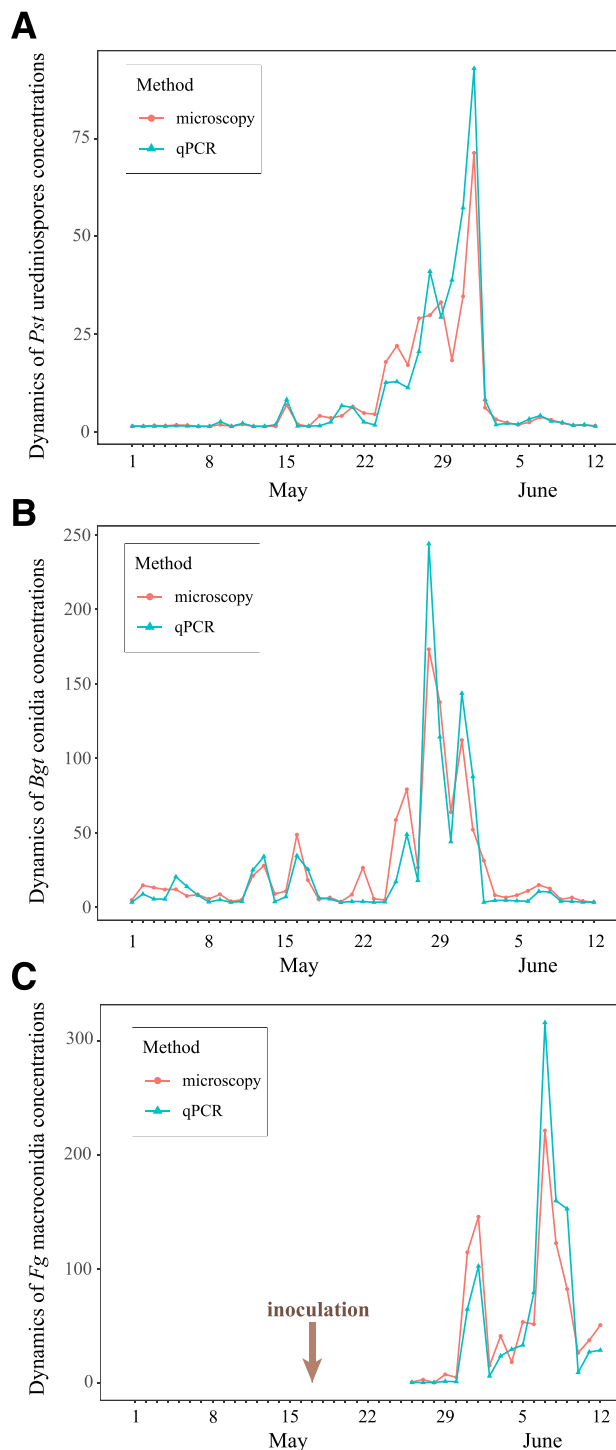 A
Dynamics of Pst urediniospores concentrations
Method
microscopy
qPCR
75
50
25
0
1 8 15 22 29 5 12
May June
B
Dynamics of Bgt conidia concentrations
Method
microscopy
qPCR
250
200
150
100
50
0
1 8 15 22 29 5 12
May June
C
Dynamics of Fg macroconidia concentrations
Method
microscopy
qPCR
300
200
100
0
inoculation
1 8 15 22 29 5 12
May June